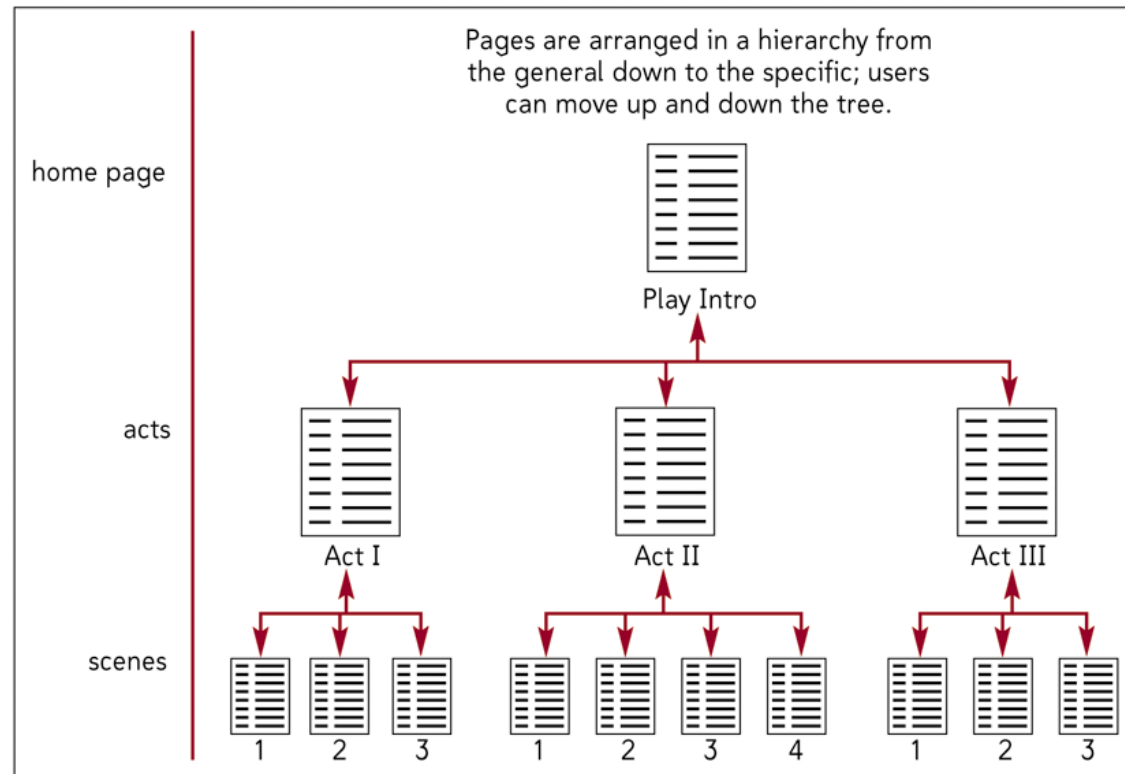 Pages are arranged in a hierarchy from
the general down to the specific; users
can move up and down the tree.
home page
Play Intro
acts
Act I
Act II
Act III
scenes
1 2 3 1 2 3 4 1 2 3